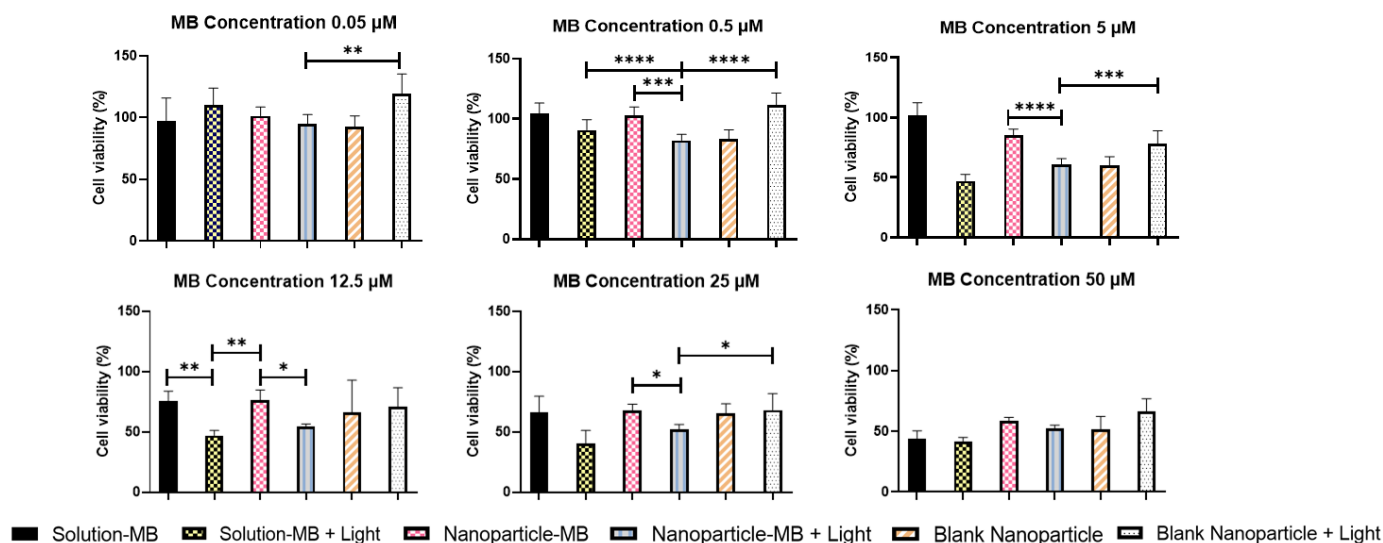 MB Concentration 0.05 µM
Cell viability (%)
150
100
50
0
**
MB Concentration 0.5 µM
Cell viability (%)
150
100
50
0
****
****
***
MB Concentration 5 µM
Cell viability (%)
150
100
50
0
****
***
MB Concentration 12.5 µM
Cell viability (%)
150
100
50
0
**
**
*
MB Concentration 25 µM
Cell viability (%)
150
100
50
0
*
*
MB Concentration 50 µM
Cell viability (%)
150
100
50
0
Solution-MB Solution-MB + Light Nanoparticle-MB Nanoparticle-MB + Light Blank Nanoparticle Blank Nanoparticle + Light